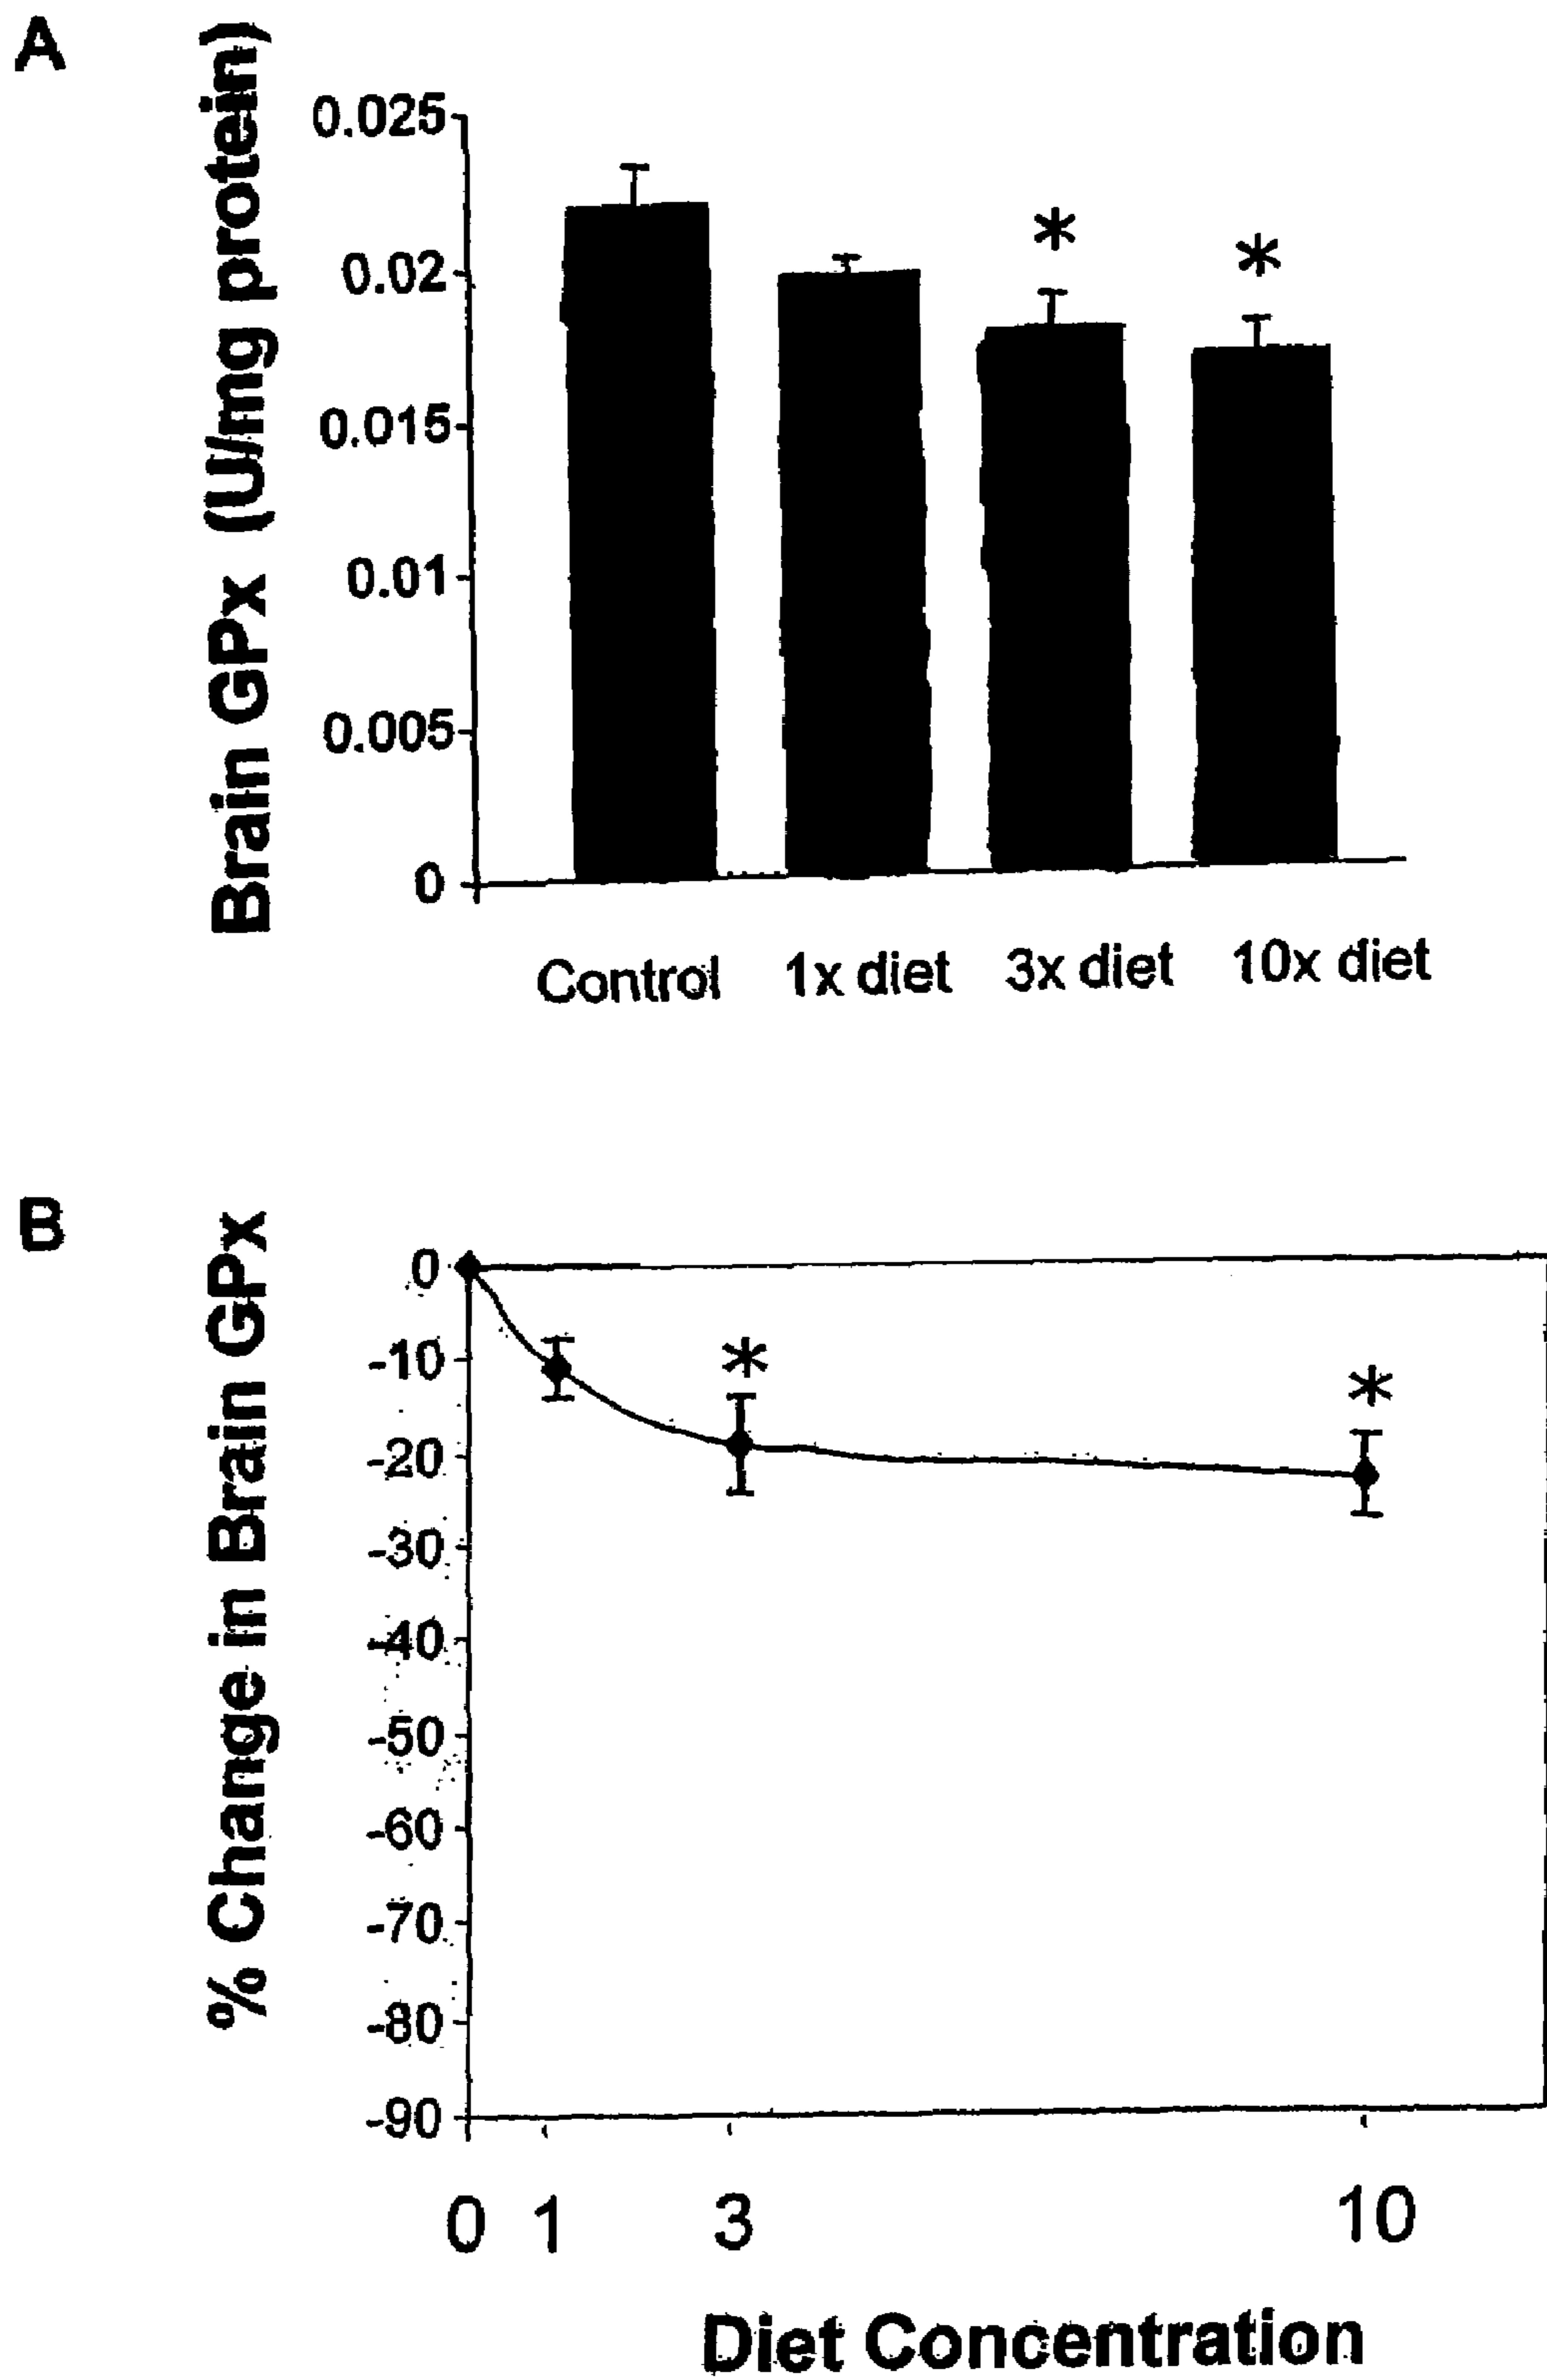 A
Brain GPx (U/mg protein)
0.025
0.02
0.015
0.01
0.005
0
*
*
Control 1x diet 3x diet 10x diet
B
% Change in Brain GPx
0
-10
-20
-30
-40
-50
-60
-70
-80
-90
*
*
0 1 3 10
Diet Concentration